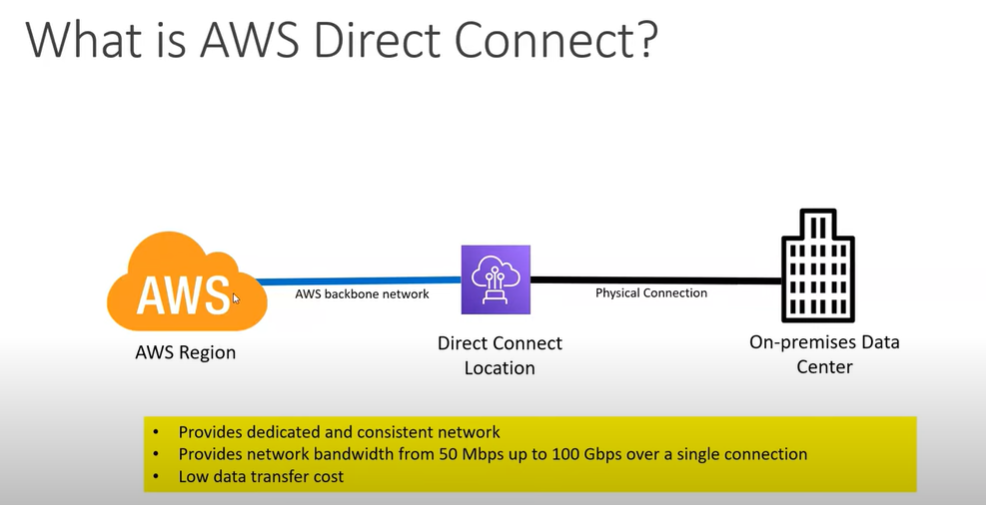 What is AWS Direct Connect?
AWS
AWS backbone network
Physical Connection
AWS Region
Direct Connect
Location
On-premises Data
Center
• Provides dedicated and consistent network
• Provides network bandwidth from 50 Mbps up to 100 Gbps over a single connection
• Low data transfer cost